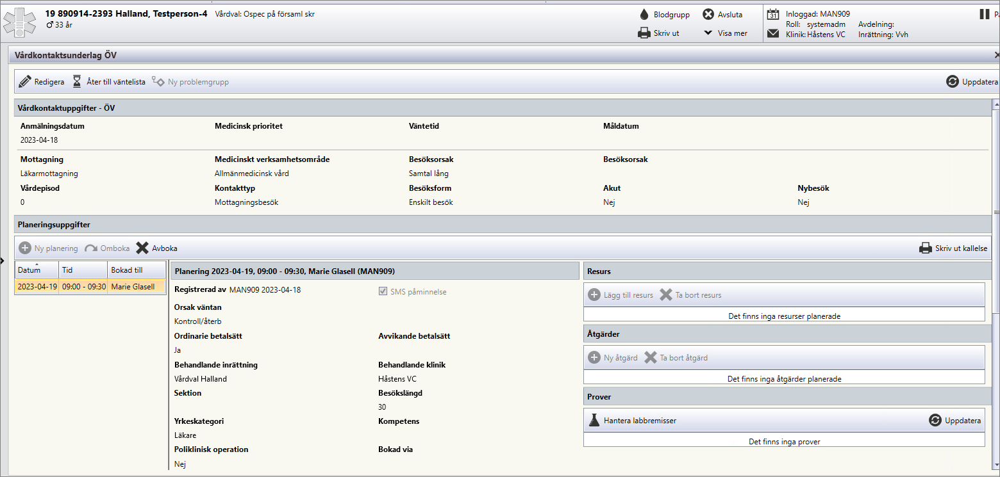 19 890914-2393 Halland, Testperson-4 Vårdval: Ospec på församl skr
♂ 33 år
Blodgrupp Avsluta
Skriv ut Visa mer
31 Inloggad: MAN909
Roll: systemadm Avdelning:
Klinik: Håstens VC Inrättning: Vvh
Vårdkontaktsunderlag ÖV
Redigera Åter till väntelista Ny problemgrupp Uppdatera
Vårdkontaktuppgifter - ÖV
Anmälningsdatum Medicinsk prioritet Väntetid Måldatum
2023-04-18
Mottagning Medicinskt verksamhetsområde Besöksorsak Besöksorsak
Läkarmottagning Allmänmedicinsk vård Samtal lång
Vårdepisod Kontakttyp Besöksform Akut Nybesök
0 Mottagningsbesök Enskilt besök Nej Nej
Planeringsuppgifter
Ny planering Omboka Avboka Skriv ut kallelse
Datum Tid Bokad till
2023-04-19 09:00 - 09:30 Marie Glasell
Planering 2023-04-19, 09:00 - 09:30, Marie Glasell (MAN909)
Registrerad av MAN909 2023-04-18 SMS påminnelse
Orsak väntan
Kontroll/återb
Ordinarie betalsätt Avvikande betalsätt
Ja
Behandlande inrättning Behandlande klinik
Vårdval Halland Håstens VC
Sektion Besökslängd
30
Yrkeskategori Kompetens
Läkare
Poliklinisk operation Bokad via
Nej
Resurs
Lägg till resurs Ta bort resurs
Det finns inga resurser planerade
Åtgärder
Ny åtgärd Ta bort åtgärd
Det finns inga åtgärder planerade
Prover
Hantera labbremisser Uppdatera
Det finns inga prover